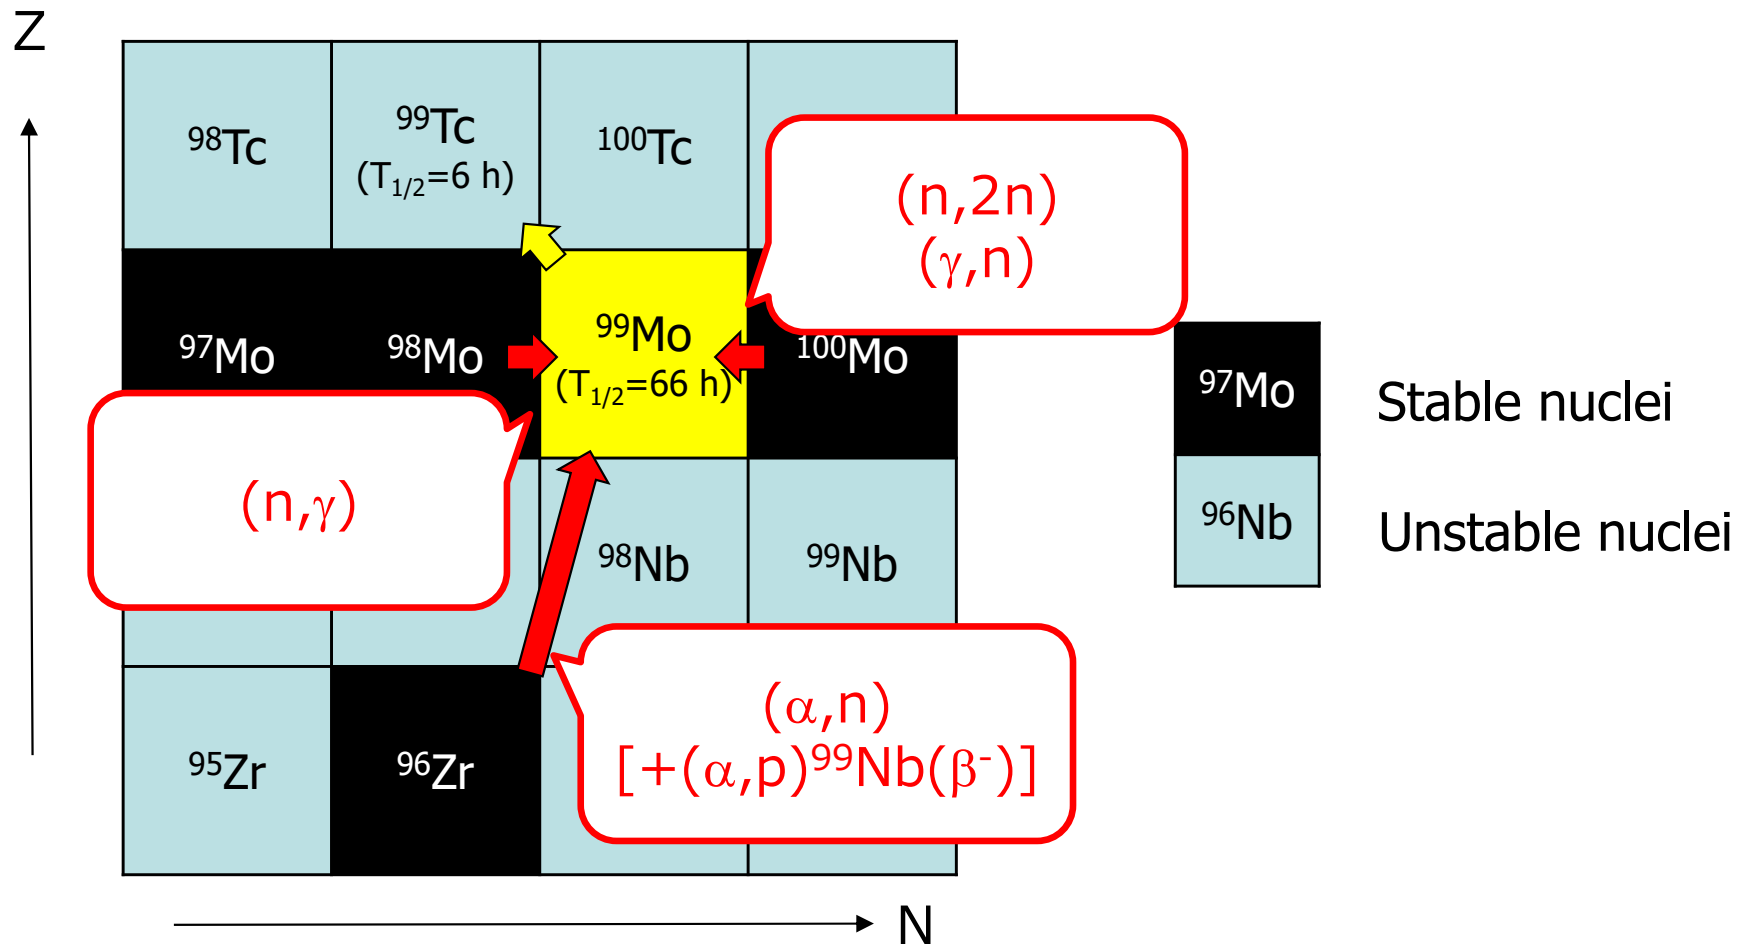 Z
⁹⁸Tc
⁹⁹Tc
(T₁/₂=6 h)
¹⁰⁰Tc
(n,2n)
(γ,n)
⁹⁷Mo
⁹⁸Mo
⁹⁹Mo
(T₁/₂=66 h)
¹⁰⁰Mo
⁹⁷Mo
Stable nuclei
(n,γ)
⁹⁸Nb
⁹⁹Nb
⁹⁶Nb
Unstable nuclei
⁹⁵Zr
⁹⁶Zr
(α,n)
[+(α,p)⁹⁹Nb(β⁻)]
N